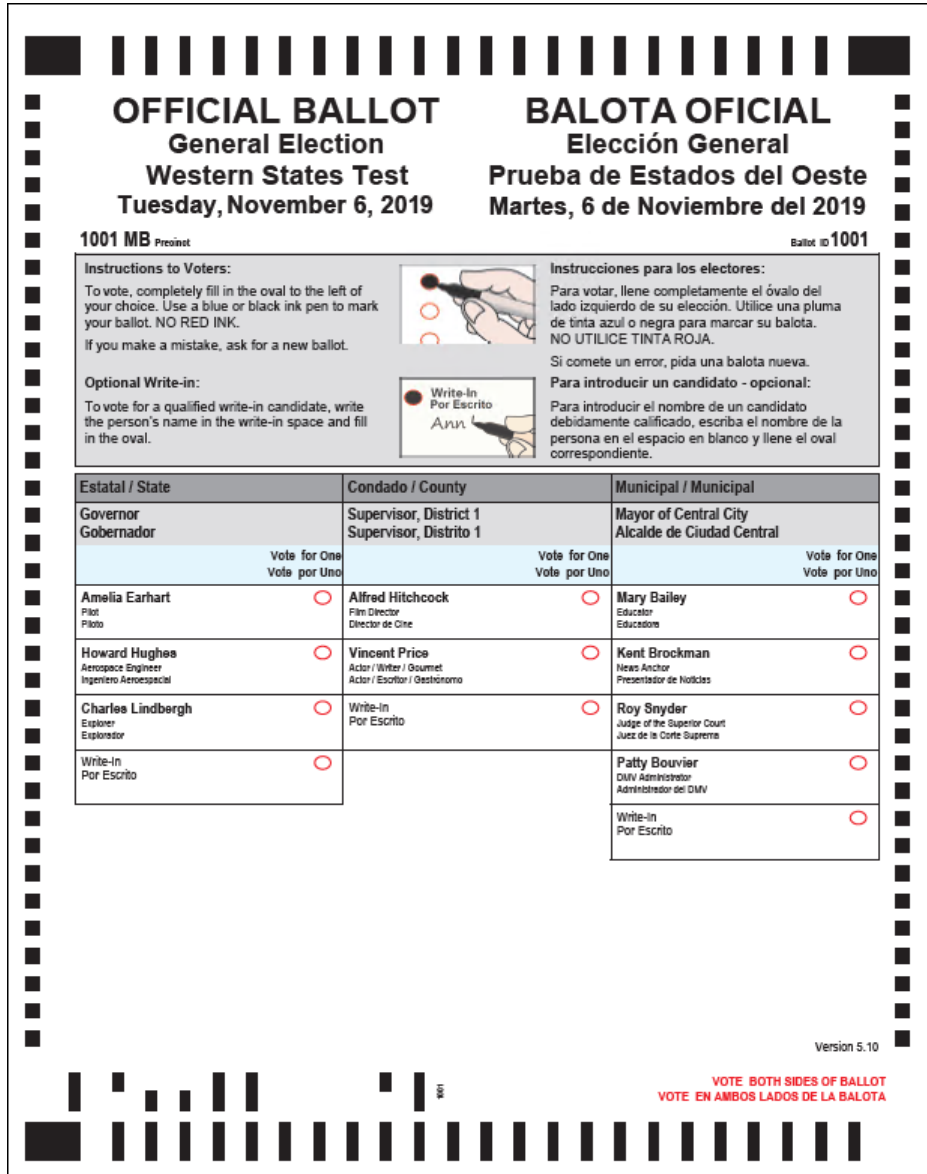 OFFICIAL BALLOT
General Election
Western States Test
Tuesday, November 6, 2019
BALOTA OFICIAL
Elección General
Prueba de Estados del Oeste
Martes, 6 de Noviembre del 2019
1001 MB Precinct
Ballot ID 1001
Instructions to Voters:
To vote, completely fill in the oval to the left of
your choice. Use a blue or black ink pen to mark
your ballot. NO RED INK.
If you make a mistake, ask for a new ballot.
Optional Write-in:
To vote for a qualified write-in candidate, write
the person's name in the write-in space and fill
in the oval.
Write-In
Por Escrito
Ann
Instrucciones para los electores:
Para votar, llene completamente el óvalo del
lado izquierdo de su elección. Utilice una pluma
de tinta azul o negra para marcar su balota.
NO UTILICE TINTA ROJA.
Si comete un error, pida una balota nueva.
Para introducir un candidato - opcional:
Para introducir el nombre de un candidato
debidamente calificado, escriba el nombre de la
persona en el espacio en blanco y llene el oval
correspondiente.
Estatal / State
Governor
Gobernador
Vote for One
Vote por Uno
Amelia Earhart
Pilot
Piloto
Howard Hughes
Aerospace Engineer
Ingeniero Aeroespacial
Charles Lindbergh
Explorer
Explorador
Write-In
Por Escrito
Condado / County
Supervisor, District 1
Supervisor, Distrito 1
Vote for One
Vote por Uno
Alfred Hitchcock
Film Director
Director de Cine
Vincent Price
Actor / Writer / Gourmet
Actor / Escritor / Gastrónomo
Write-In
Por Escrito
Municipal / Municipal
Mayor of Central City
Alcalde de Ciudad Central
Vote for One
Vote por Uno
Mary Bailey
Educator
Educadora
Kent Brockman
News Anchor
Presentador de Noticias
Roy Snyder
Judge of the Superior Court
Juez de la Corte Suprema
Patty Bouvier
DMV Administrator
Administrador del DMV
Write-In
Por Escrito
Version 5.10
1001
VOTE BOTH SIDES OF BALLOT
VOTE EN AMBOS LADOS DE LA BALOTA